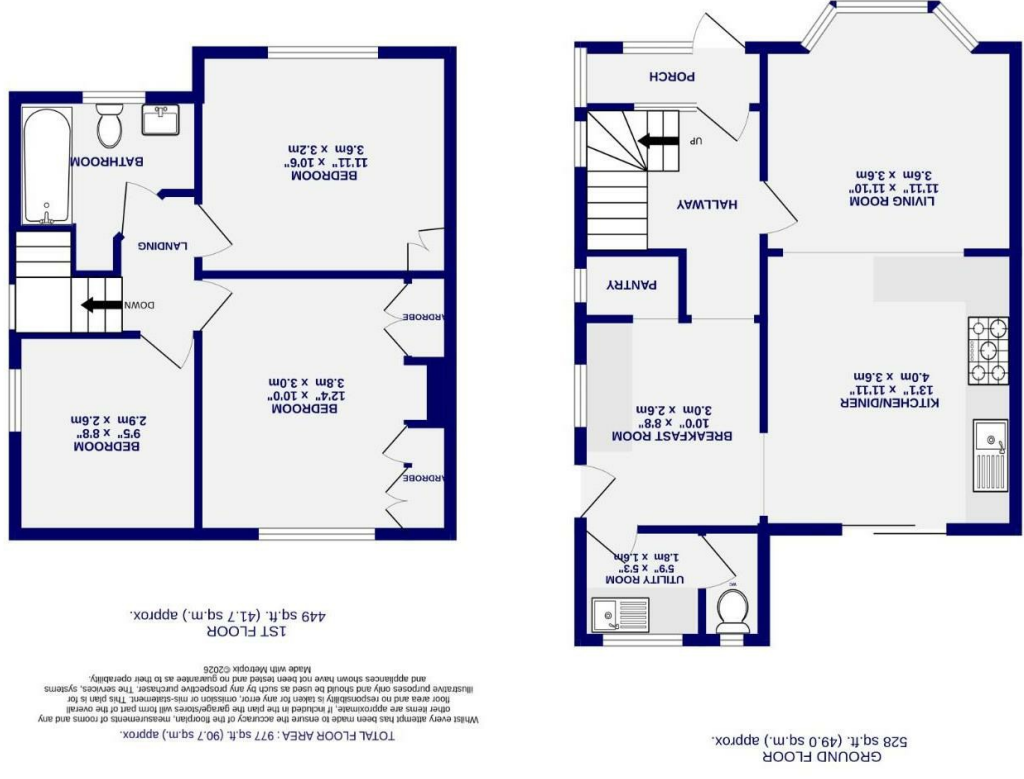 GROUND FLOOR
528 sq.ft. (49.0 sq.m.) approx.
WC
UTILITY ROOM
5'9" x 5'3"
1.8m x 1.6m
KITCHEN/DINER
13'1" x 11'11"
4.0m x 3.6m
BREAKFAST ROOM
10'0" x 8'8"
3.0m x 2.6m
PANTRY
LIVING ROOM
11'11" x 11'10"
3.6m x 3.6m
HALLWAY
UP
PORCH
TOTAL FLOOR AREA : 977 sq.ft. (90.7 sq.m.) approx.
Whilst every attempt has been made to ensure the accuracy of the floorplan, measurements of rooms and any
other items are approximate. If included in the plan the garage/stores will form part of the overall
floor area and no responsibility is taken for any error, omission or mis-statement. This plan is for
illustrative purposes only and should be used as such by any prospective purchaser. The services, systems
and appliances shown have not been tested and no guarantee as to their operability.
Made with Metropix ©2026
1ST FLOOR
449 sq.ft. (41.7 sq.m.) approx.
ARDROBE
BEDROOM
12'4" x 10'0"
3.8m x 3.0m
BEDROOM
9'5" x 8'8"
2.9m x 2.6m
ARDROBE
DOWN
LANDING
BEDROOM
11'11" x 10'6"
3.6m x 3.2m
BATHROOM